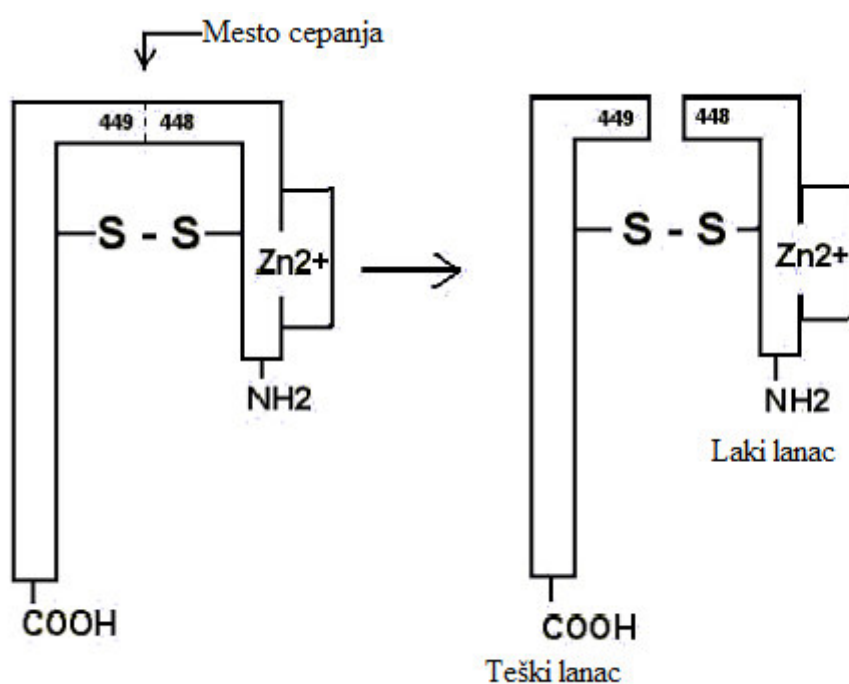 Mesto cepanja
449 448
S - S
Zn2+
NH2
COOH
449 448
S - S
Zn2+
NH2
Laki lanac
COOH
Teški lanac